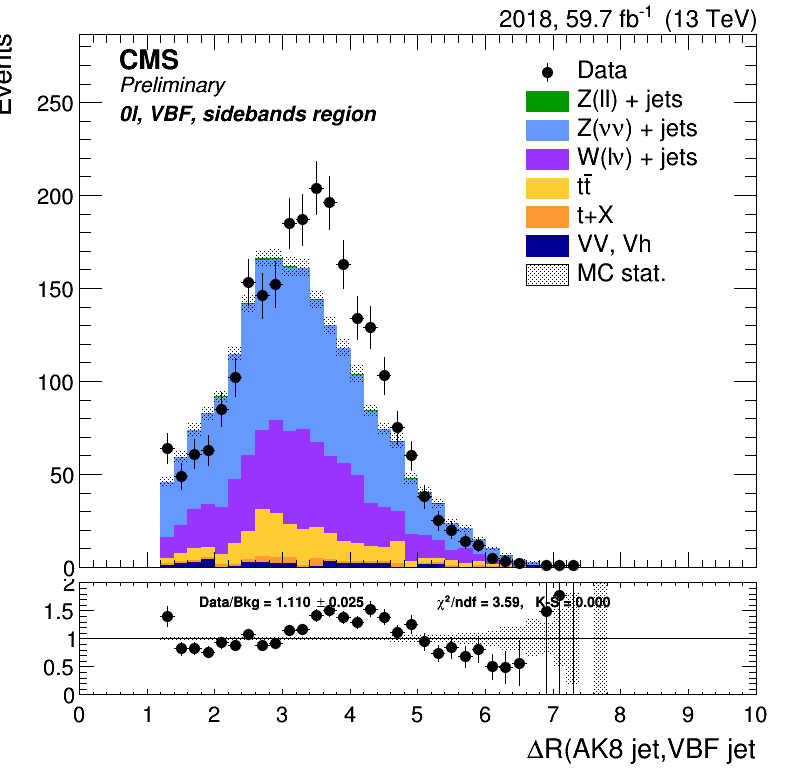 2018, 59.7 fb⁻¹ (13 TeV)
Events
CMS
Preliminary
0l, VBF, sidebands region
Data
Z(ll) + jets
Z(νν) + jets
W(lν) + jets
tt̄
t+X
VV, Vh
MC stat.
250
200
150
100
50
0
Data/Bkg = 1.110 ± 0.025
χ²/ndf = 3.59, K-S = 0.000
2
1.5
1
0.5
0
0 1 2 3 4 5 6 7 8 9 10
ΔR(AK8 jet,VBF jet